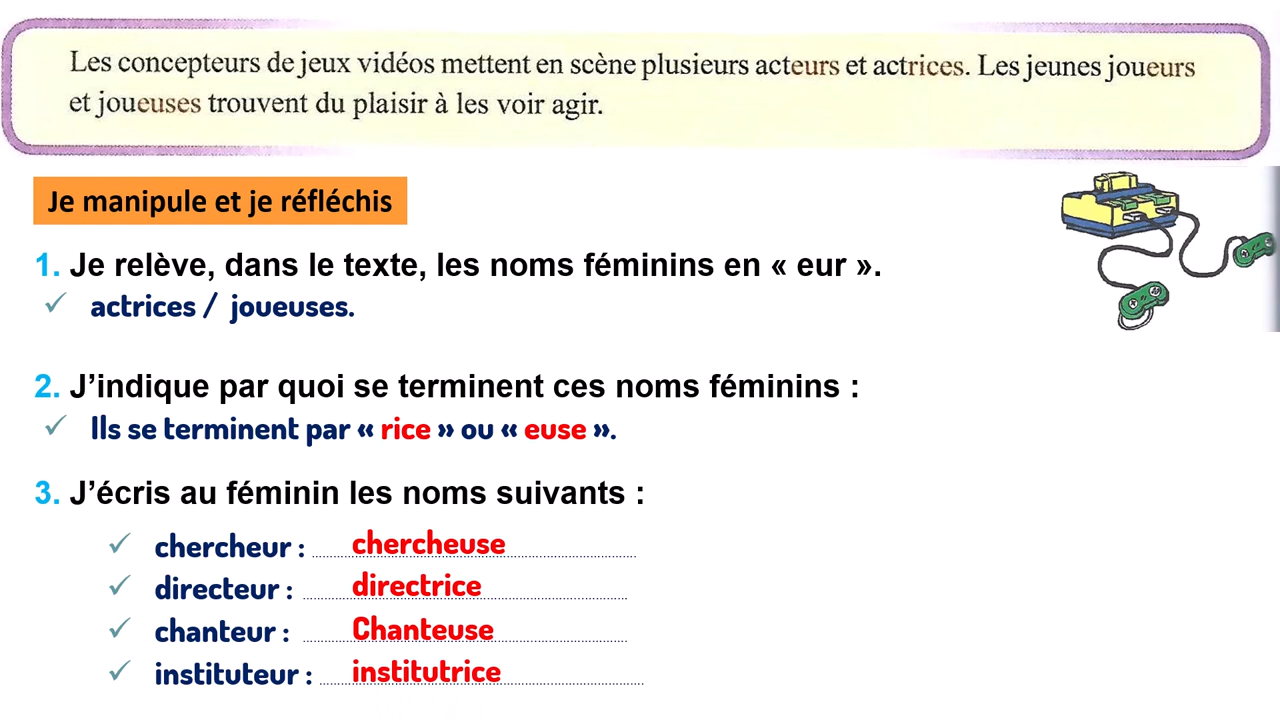 Les concepteurs de jeux vidéos mettent en scène plusieurs acteurs et actrices. Les jeunes joueurs
et joueuses trouvent du plaisir à les voir agir.
Je manipule et je réfléchis
1. Je relève, dans le texte, les noms féminins en « eur ».
✓ actrices / joueuses.
2. J’indique par quoi se terminent ces noms féminins :
✓ Ils se terminent par « rice » ou « euse ».
3. J’écris au féminin les noms suivants :
✓ chercheur : chercheuse
✓ directeur : directrice
✓ chanteur : Chanteuse
✓ instituteur : institutrice